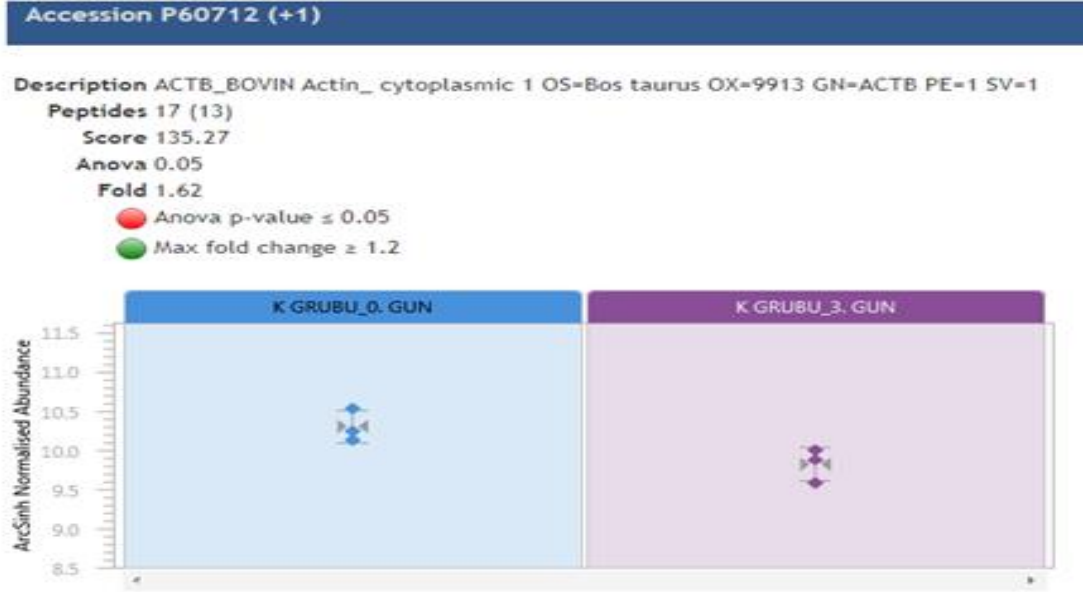 Accession P60712 (+1)
Description ACTB_BOVIN Actin_ cytoplasmic 1 OS=Bos taurus OX=9913 GN=ACTB PE=1 SV=1
Peptides 17 (13)
Score 135.27
Anova 0.05
Fold 1.62
Anova p-value ≤ 0.05
Max fold change ≥ 1.2
K GRUBU_0. GUN
K GRUBU_3. GUN
ArcSinh Normalised Abundance
11.5
11.0
10.5
10.0
9.5
9.0
8.5